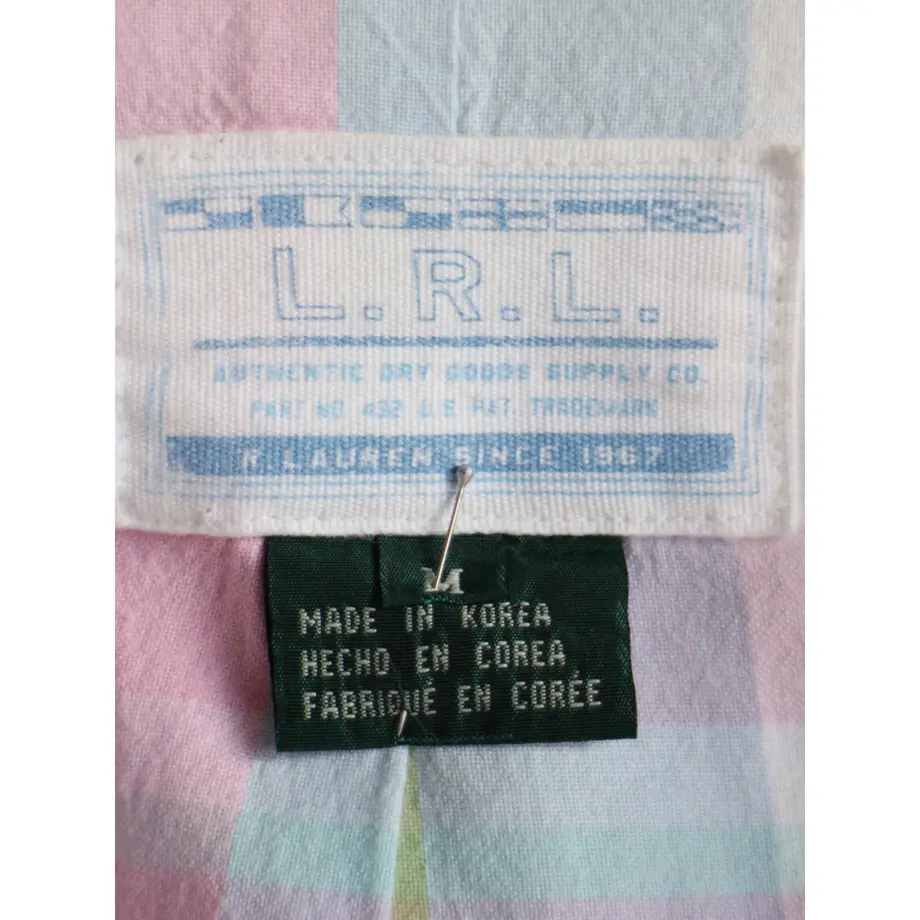 L.R.L.
AUTHENTIC DRY GOODS SUPPLY CO.
PART NO. 432 U.S. PAT. TRADEMARK
R. LAUREN SINCE 1967
M
MADE IN KOREA
HECHO EN COREA
FABRIQUÉ EN CORÉE